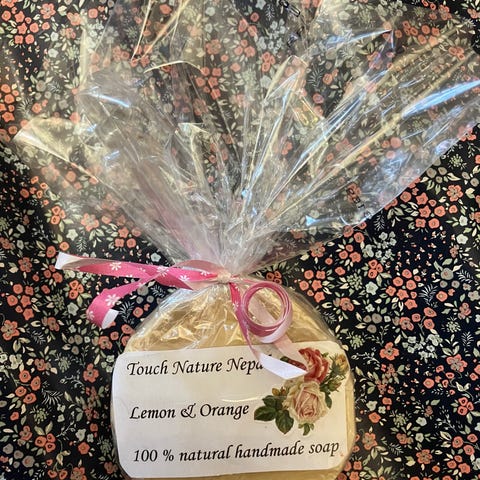 Touch Nature Nepa
Lemon & Orange
100 % natural handmade soap